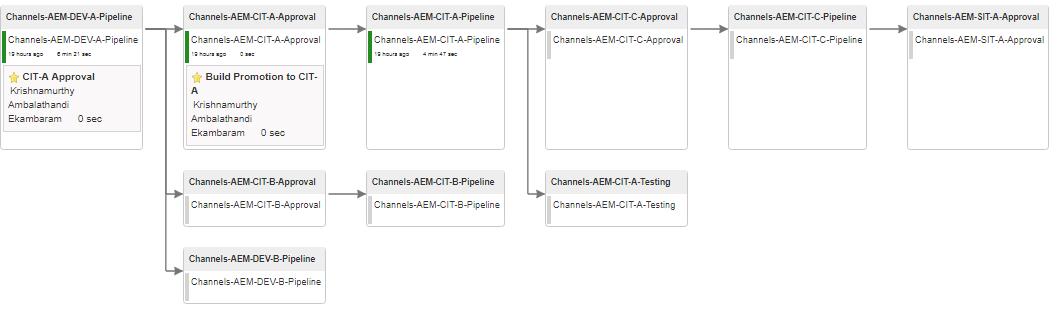 Channels-AEM-DEV-A-Pipeline
Channels-AEM-DEV-A-Pipeline
19 hours ago 6 min 21 sec
CIT-A Approval
Krishnamurthy
Ambalathandi
Ekambaram 0 sec
Channels-AEM-CIT-A-Approval
Channels-AEM-CIT-A-Approval
19 hours ago 0 sec
Build Promotion to CIT-
A
Krishnamurthy
Ambalathandi
Ekambaram 0 sec
Channels-AEM-CIT-A-Pipeline
Channels-AEM-CIT-A-Pipeline
19 hours ago 4 min 47 sec
Channels-AEM-CIT-C-Approval
Channels-AEM-CIT-C-Approval
Channels-AEM-CIT-C-Pipeline
Channels-AEM-CIT-C-Pipeline
Channels-AEM-SIT-A-Approval
Channels-AEM-SIT-A-Approval
Channels-AEM-CIT-B-Approval
Channels-AEM-CIT-B-Approval
Channels-AEM-CIT-B-Pipeline
Channels-AEM-CIT-B-Pipeline
Channels-AEM-CIT-A-Testing
Channels-AEM-CIT-A-Testing
Channels-AEM-DEV-B-Pipeline
Channels-AEM-DEV-B-Pipeline